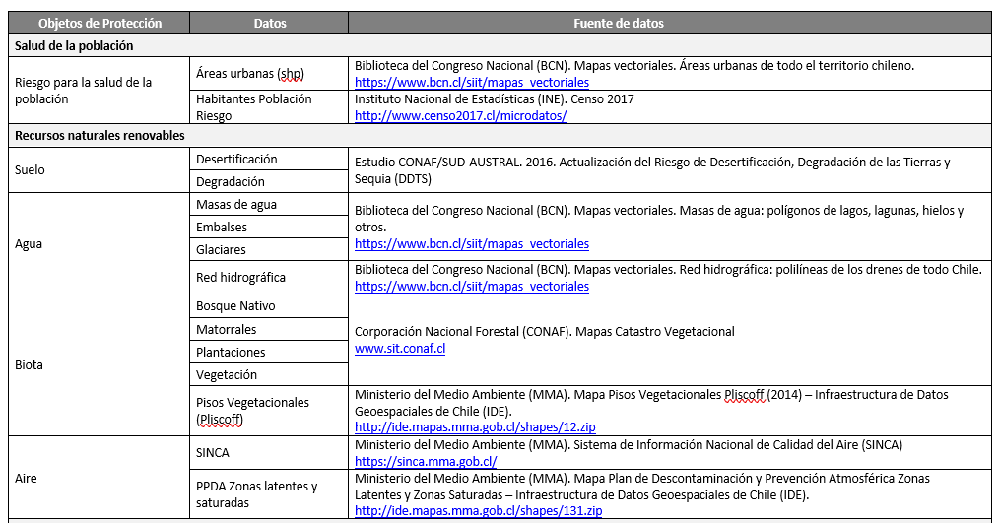 Objetos de Protección Datos Fuente de datos
Salud de la población
Riesgo para la salud de la
población
Áreas urbanas (shp)
Biblioteca del Congreso Nacional (BCN). Mapas vectoriales. Áreas urbanas de todo el territorio chileno.
https://www.bcn.cl/siit/mapas_vectoriales
Habitantes Población
Riesgo
Instituto Nacional de Estadísticas (INE). Censo 2017
http://www.censo2017.cl/microdatos/
Recursos naturales renovables
Suelo
Desertificación
Degradación
Estudio CONAF/SUD-AUSTRAL. 2016. Actualización del Riesgo de Desertificación, Degradación de las Tierras y
Sequia (DDTS)
Agua
Masas de agua
Embalses
Glaciares
Biblioteca del Congreso Nacional (BCN). Mapas vectoriales. Masas de agua: polígonos de lagos, lagunas, hielos y
otros.
https://www.bcn.cl/siit/mapas_vectoriales
Red hidrográfica
Biblioteca del Congreso Nacional (BCN). Mapas vectoriales. Red hidrográfica: polilíneas de los drenes de todo Chile.
https://www.bcn.cl/siit/mapas_vectoriales
Biota
Bosque Nativo
Matorrales
Plantaciones
Vegetación
Corporación Nacional Forestal (CONAF). Mapas Catastro Vegetacional
www.sit.conaf.cl
Pisos Vegetacionales
(Pliscoff)
Ministerio del Medio Ambiente (MMA). Mapa Pisos Vegetacionales Pliscoff (2014) – Infraestructura de Datos
Geoespaciales de Chile (IDE).
http://ide.mapas.mma.gob.cl/shapes/12.zip
Aire
SINCA
Ministerio del Medio Ambiente (MMA). Sistema de Información Nacional de Calidad del Aire (SINCA)
https://sinca.mma.gob.cl/
PPDA Zonas latentes y
saturadas
Ministerio del Medio Ambiente (MMA). Mapa Plan de Descontaminación y Prevención Atmosférica Zonas
Latentes y Zonas Saturadas – Infraestructura de Datos Geoespaciales de Chile (IDE).
http://ide.mapas.mma.gob.cl/shapes/131.zip